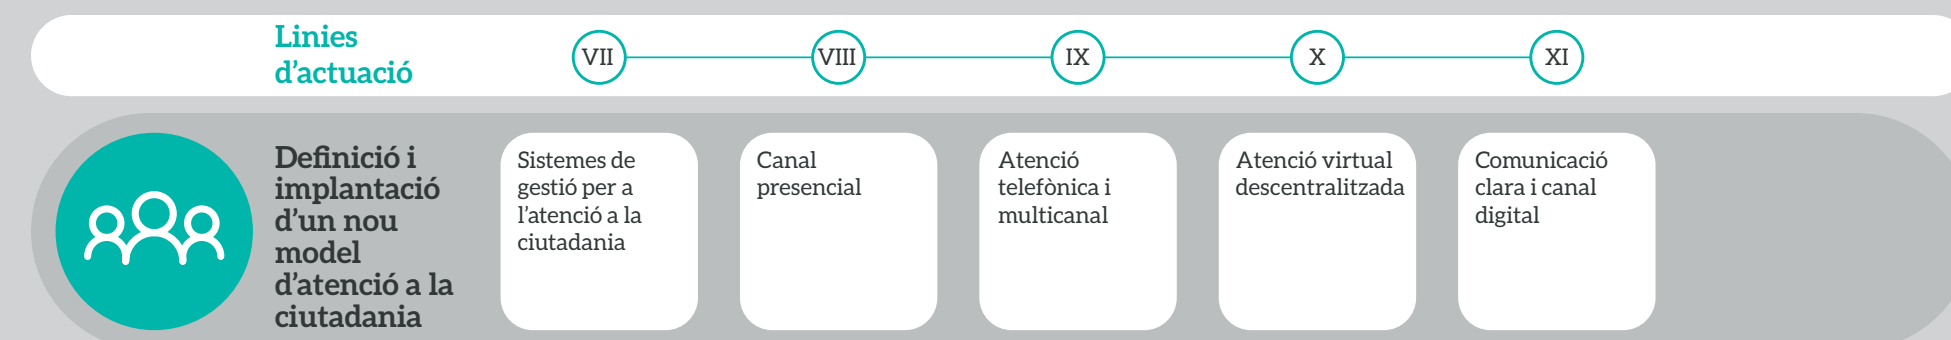 Linies
d’actuació
VII
VIII
IX
X
XI
Definició i
implantació
d’un nou
model
d’atenció a la
ciutadania
Sistemes de
gestió per a
l’atenció a la
ciutadania
Canal
presencial
Atenció
telefònica i
multicanal
Atenció virtual
descentralitzada
Comunicació
clara i canal
digital